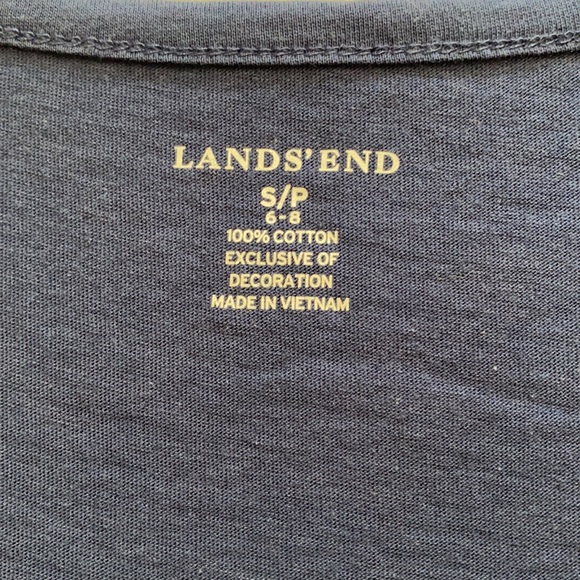 LANDS' END
S/P
6-8
100% COTTON
EXCLUSIVE OF
DECORATION
MADE IN VIETNAM